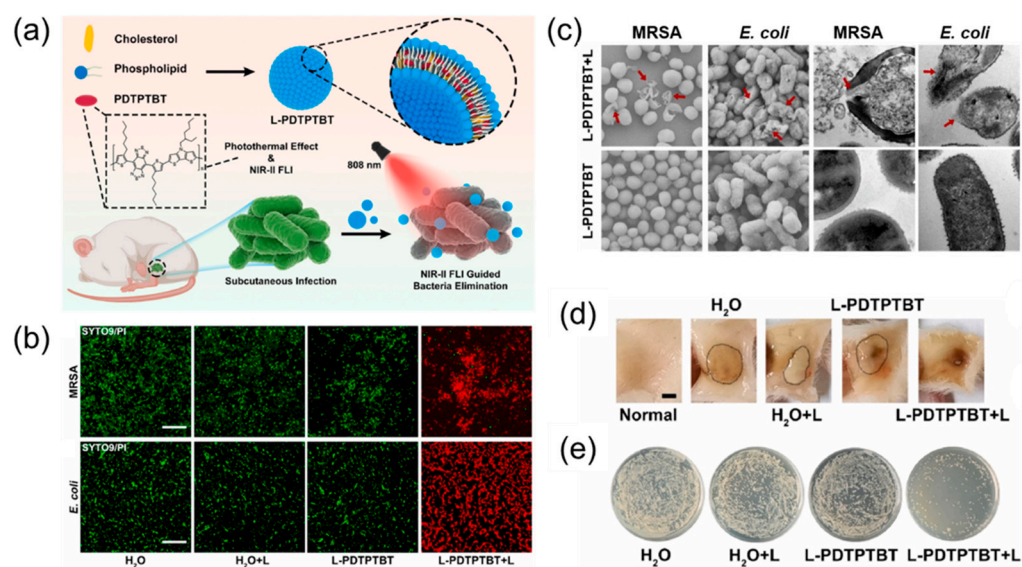 (a)
Cholesterol
Phospholipid
PDTPTBT
L-PDTPTBT
Photothermal Effect
&
NIR-II FLI
808 nm
Subcutaneous Infection
NIR-II FLI Guided
Bacteria Elimination
(b)
SYTO9/PI
MRSA
SYTO9/PI
E. coli
H₂O
H₂O+L
L-PDTPTBT
L-PDTPTBT+L
(c)
MRSA
E. coli
MRSA
E. coli
L-PDTPTBT+L
L-PDTPTBT
(d)
H₂O
L-PDTPTBT
Normal
H₂O+L
L-PDTPTBT+L
(e)
H₂O
H₂O+L
L-PDTPTBT
L-PDTPTBT+L